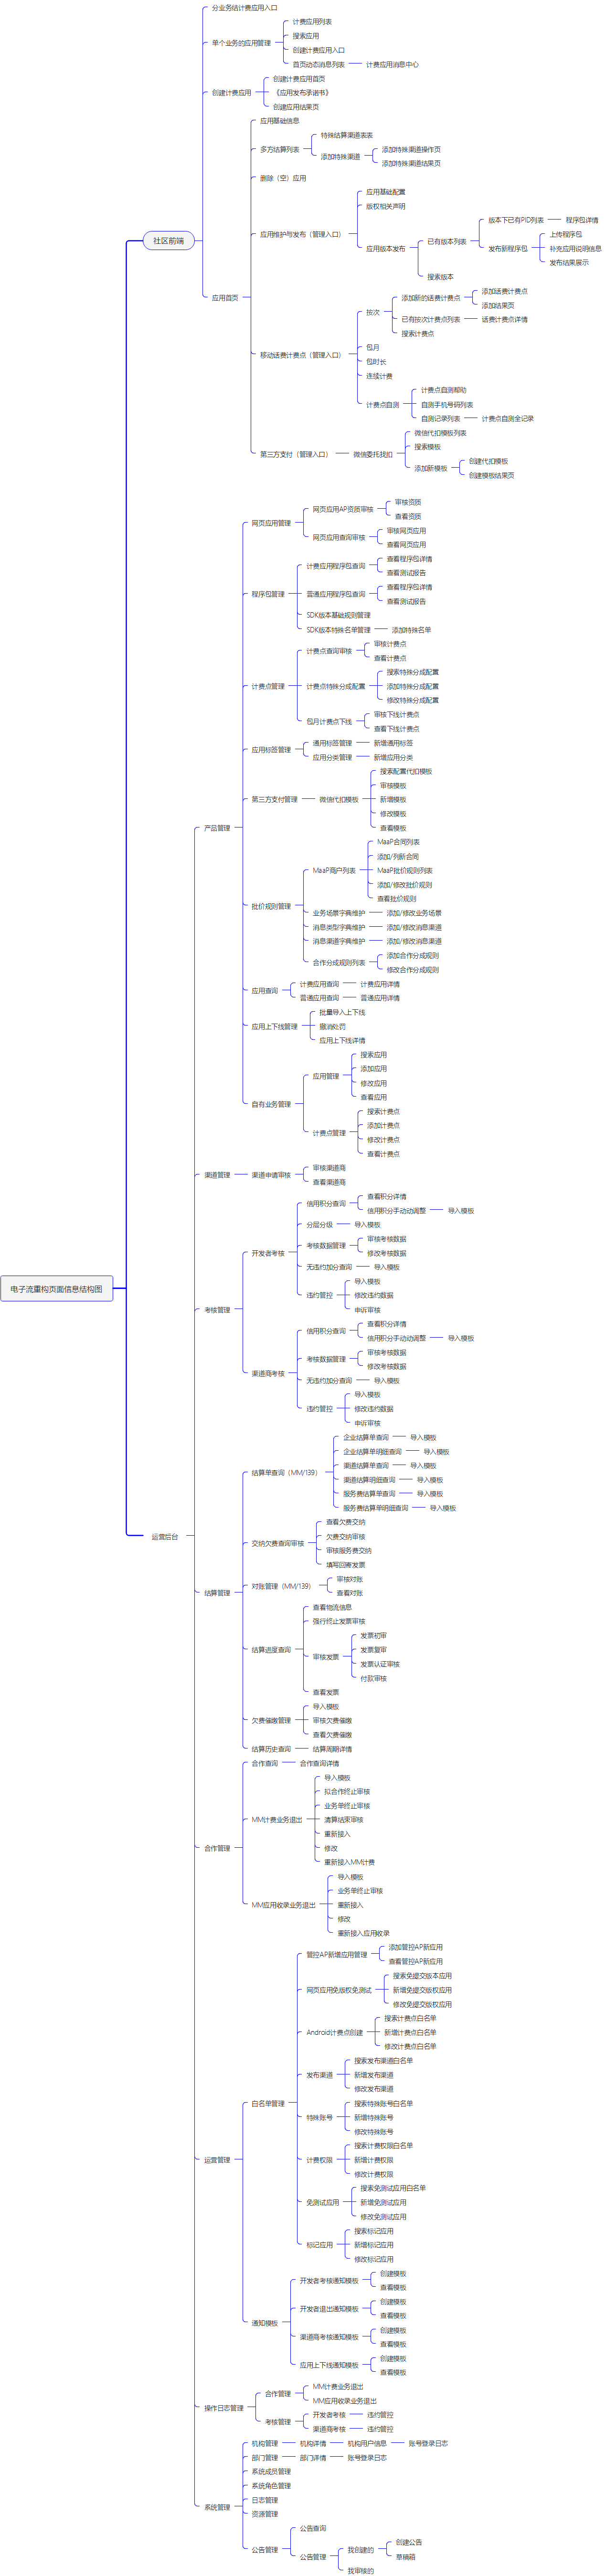 电子流重构页面信息结构图
社区前端
分业务结计费应用入口
单个业务的应用管理
计费应用列表
搜索应用
创建计费应用入口
首页动态消息列表
计费应用消息中心
创建计费应用
创建计费应用首页
《应用发布承诺书》
创建应用结果页
应用首页
应用基础信息
多方结算列表
特殊结算渠道表表
添加特殊渠道
添加特殊渠道操作页
添加特殊渠道结果页
删除（空）应用
应用维护与发布（管理入口）
应用基础配置
版权相关声明
应用版本发布
已有版本列表
版本下已有PID列表
程序包详情
发布新程序包
上传程序包
补充应用说明信息
发布结果展示
搜索版本
移动话费计费点（管理入口）
按次
添加新的话费计费点
添加话费计费点
添加结果页
已有按次计费点列表
话费计费点详情
搜索计费点
包月
包时长
连续计费
计费点自测
计费点自测帮助
自测手机号码列表
自测记录列表
计费点自测全记录
第三方支付（管理入口）
微信委托扰扣
微信代扣模板列表
搜索模板
添加新模板
创建代扣模板
创建模板结果页
运营后台
产品管理
网页应用管理
网页应用AP资质审核
审核资质
查看资质
网页应用查询审核
审核网页应用
查看网页应用
程序包管理
计费应用程序包查询
查看程序包详情
查看测试报告
普通应用程序包查询
查看程序包详情
查看测试报告
SDK版本基础规则管理
SDK版本特殊名单管理
添加特殊名单
计费点管理
计费点查询审核
审核计费点
查看计费点
计费点特殊分成配置
搜索特殊分成配置
添加特殊分成配置
修改特殊分成配置
包月计费点下线
审核下线计费点
查看下线计费点
应用标签管理
通用标签管理
新增通用标签
应用分类管理
新增应用分类
第三方支付管理
微信代扣模板
搜索配置代扣模板
审核模板
新增模板
修改模板
查看模板
批价规则管理
MaaP商户列表
MaaP合同列表
添加/列新合同
MaaP批价规则列表
添加/修改批价规则
查看批价规则
业务场景字典维护
添加/修改业务场景
消息类型字典维护
添加/修改消息渠道
消息渠道字典维护
添加/修改消息渠道
合作分成规则列表
添加合作分成规则
修改合作分成规则
应用查询
计费应用查询
计费应用详情
普通应用查询
普通应用详情
应用上下线管理
批量导入上下线
撤消处罚
应用上下线详情
自有业务管理
应用管理
搜索应用
添加应用
修改应用
查看应用
计费点管理
搜索计费点
添加计费点
修改计费点
查看计费点
渠道管理
渠道申请审核
审核渠道商
查看渠道商
考核管理
开发者考核
信用积分查询
查看积分详情
信用积分手动动调整
导入模板
分层分级
导入模板
考核数据管理
审核考核数据
修改考核数据
无违约加分查询
导入模板
违约管控
导入模板
修改违约数据
申诉审核
渠道商考核
信用积分查询
查看积分详情
信用积分手动动调整
导入模板
考核数据管理
审核考核数据
修改考核数据
无违约加分查询
导入模板
违约管控
导入模板
修改违约数据
申诉审核
结算管理
结算单查询（MM/139）
企业结算单查询
导入模板
企业结算单明细查询
导入模板
渠道结算单查询
导入模板
渠道结算明细查询
导入模板
服务费结算单查询
导入模板
服务费结算单明细查询
导入模板
交纳欠费查询审核
查看欠费交纳
欠费交纳审核
审核服务费交纳
填写回寄发票
对账管理（MM/139）
审核对账
查看对账
结算进度查询
查看物流信息
强行终止发票审核
审核发票
发票初审
发票复审
发票认证审核
付款审核
查看发票
欠费催缴管理
导入模板
审核欠费催缴
查看欠费催缴
结算历史查询
结算周期详情
合作管理
合作查询
合作查询详情
MM计费业务退出
导入模板
拟合作终止审核
业务单终止审核
清算结束审核
重新接入
修改
重新接入MM计费
MM应用收录业务退出
导入模板
业务单终止审核
重新接入
修改
重新接入应用收录
运营管理
白名单管理
管控AP新增应用管理
添加管控AP新应用
查看管控AP新应用
网页应用免版权免测试
搜索免提交版本应用
新增免提交版权应用
修改免提交版权应用
Android计费点创建
搜索计费点白名单
新增计费点白名单
修改计费点白名单
发布渠道
搜索发布渠道白名单
新增发布渠道
修改发布渠道
特殊账号
搜索特殊账号白名单
新增特殊账号
修改特殊账号
计费权限
搜索计费权限白名单
新增计费权限
修改计费权限
免测试应用
搜索免测试应用白名单
新增免测试应用
修改免测试应用
标记应用
搜索标记应用
新增标记应用
修改标记应用
通知模板
开发者考核通知模板
创建模板
查看模板
开发者退出通知模板
创建模板
查看模板
渠道商考核通知模板
创建模板
查看模板
应用上下线通知模板
创建模板
查看模板
操作日志管理
合作管理
MM计费业务退出
MM应用收录业务退出
考核管理
开发者考核
违约管控
渠道商考核
违约管控
系统管理
机构管理
机构详情
机构用户信息
账号登录日志
部门管理
部门详情
账号登录日志
系统成员管理
系统角色管理
日志管理
资源管理
公告管理
公告查询
公告管理
我创建的
创建公告
草稿箱
我审核的